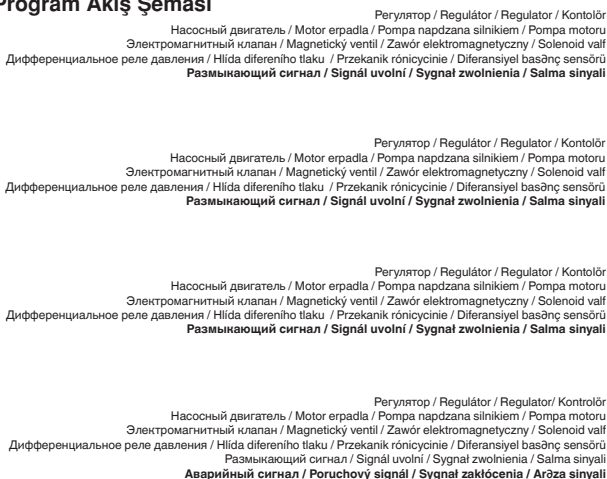 Program Akış Şeması
Регулятор / Regulátor / Regulator / Kontolör
Насосный двигатель / Motor erpadla / Pompa napdzana silnikiem / Pompa motoru
Электромагнитный клапан / Magnetický ventil / Zawór elektromagnetyczny / Solenoid valf
Дифференциальное реле давления / Hlída difereního tlaku / Przekanik rónicycinie / Diferansiyel basƏnç sensörü
Размыкающий сигнал / Signál uvolní / Sygnał zwolnienia / Salma sinyali
Регулятор / Regulátor / Regulator / Kontolör
Насосный двигатель / Motor erpadla / Pompa napdzana silnikiem / Pompa motoru
Электромагнитный клапан / Magnetický ventil / Zawór elektromagnetyczny / Solenoid valf
Дифференциальное реле давления / Hlída difereního tlaku / Przekanik rónicycinie / Diferansiyel basƏnç sensörü
Размыкающий сигнал / Signál uvolní / Sygnał zwolnienia / Salma sinyali
Регулятор / Regulátor / Regulator / Kontolör
Насосный двигатель / Motor erpadla / Pompa napdzana silnikiem / Pompa motoru
Электромагнитный клапан / Magnetický ventil / Zawór elektromagnetyczny / Solenoid valf
Дифференциальное реле давления / Hlída difereního tlaku / Przekanik rónicycinie / Diferansiyel basƏnç sensörü
Размыкающий сигнал / Signál uvolní / Sygnał zwolnienia / Salma sinyali
Регулятор / Regulátor / Regulator/ Kontrolör
Насосный двигатель / Motor erpadla / Pompa napdzana silnikiem / Pompa motoru
Электромагнитный клапан / Magnetický ventil / Zawór elektromagnetyczny / Solenoid valf
Дифференциальное реле давления / Hlída difereního tlaku / Przekanik rónicycinie / Diferansiyel basƏnç sensörü
Размыкающий сигнал / Signál uvolní / Sygnał zwolnienia / Salma sinyali
Аварийный сигнал / Poruchový signál / Sygnał zakłócenia / ArƏza sinyali